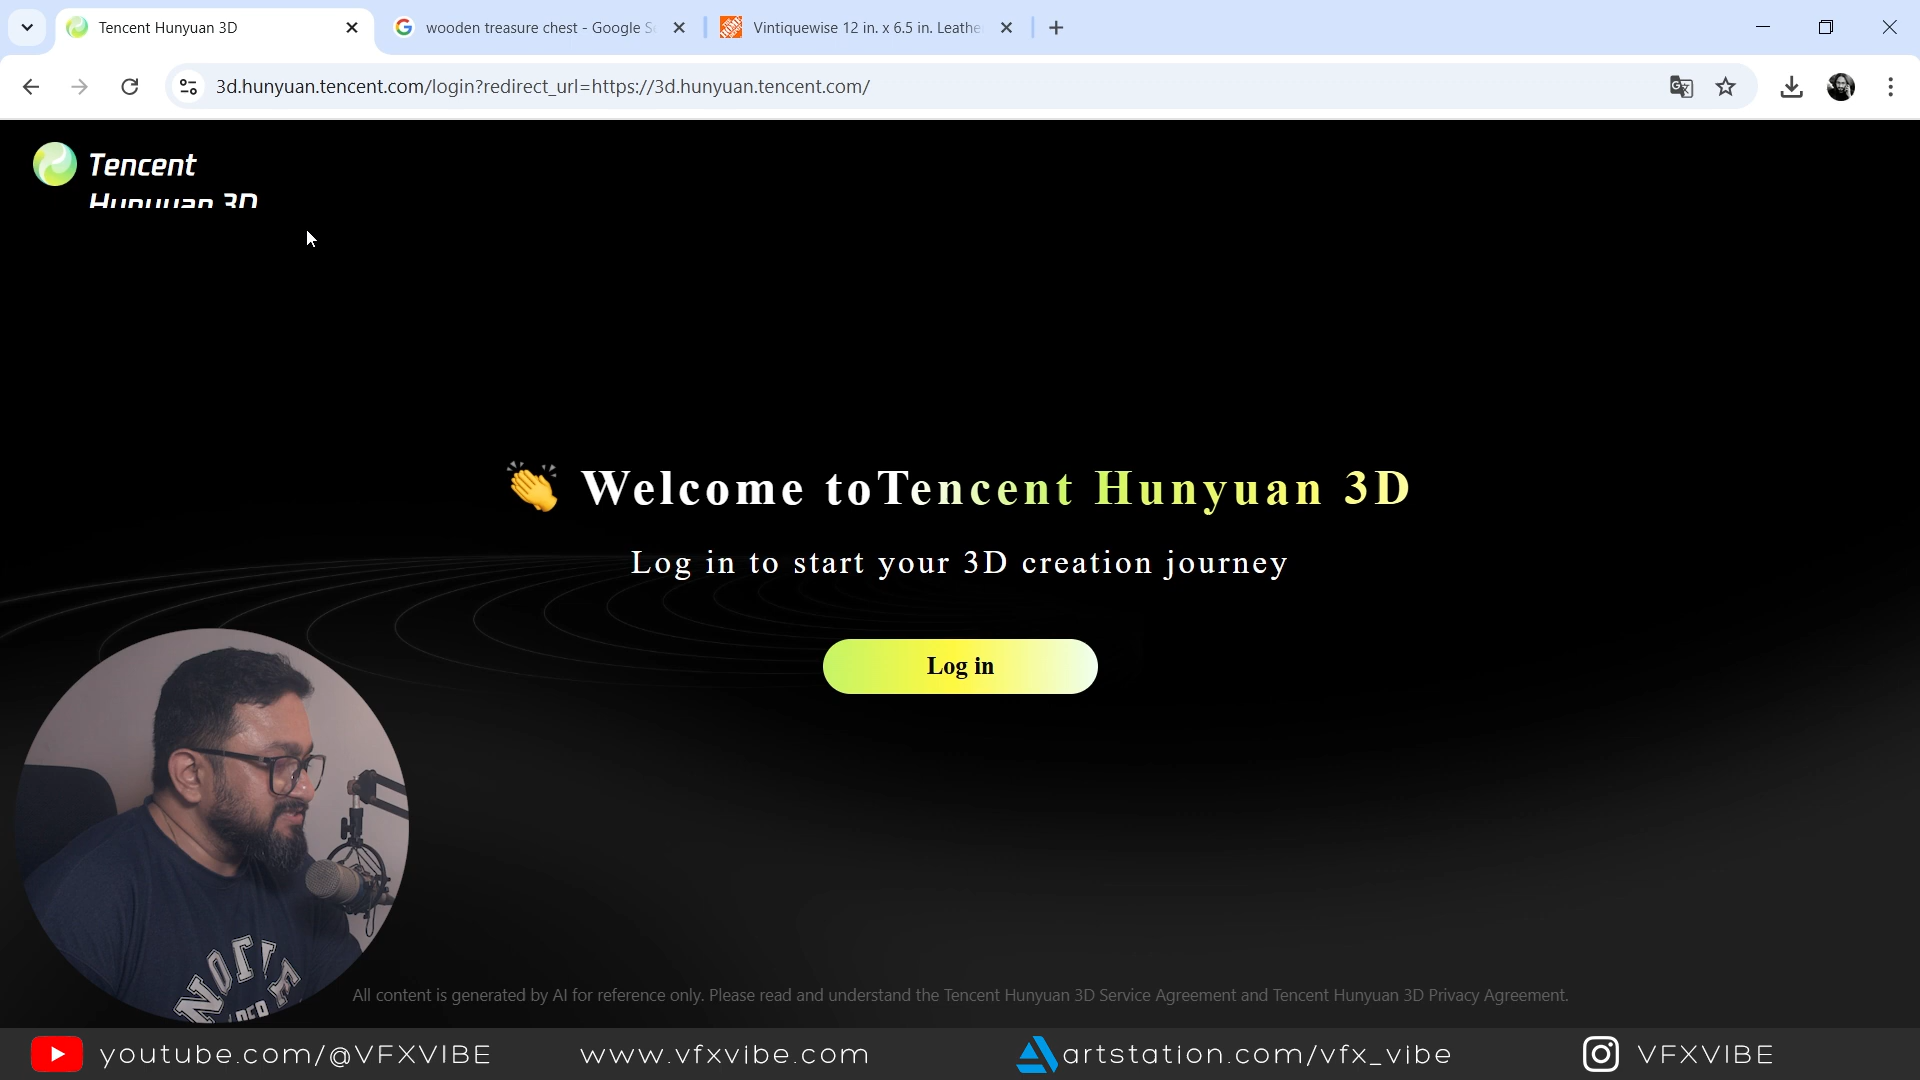 Tencent Hunyuan 3D
wooden treasure chest - Google S
Vintiquewise 12 in. x 6.5 in. Leathe
3d.hunyuan.tencent.com/login?redirect_url=https://3d.hunyuan.tencent.com/
Tencent
Hunyuan 3D
👏 Welcome toTencent Hunyuan 3D
Log in to start your 3D creation journey
Log in
All content is generated by AI for reference only. Please read and understand the Tencent Hunyuan 3D Service Agreement and Tencent Hunyuan 3D Privacy Agreement.
youtube.com/@VFXVIBE
www.vfxvibe.com
artstation.com/vfx_vibe
VFXVIBE